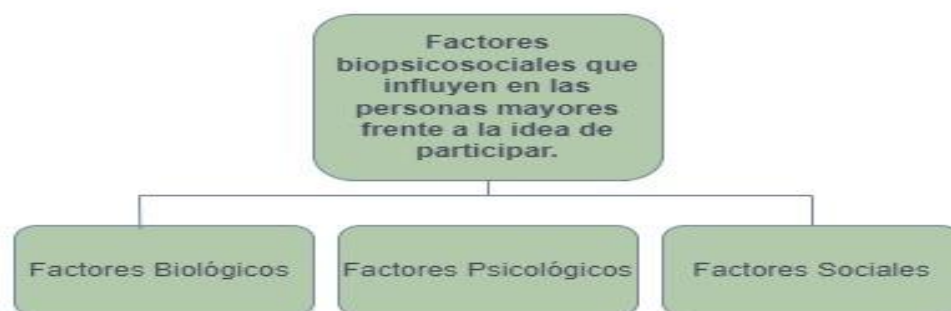 Factores
biopsicosociales que
influyen en las
personas mayores
frente a la idea de
participar.
Factores Biológicos
Factores Psicológicos
Factores Sociales